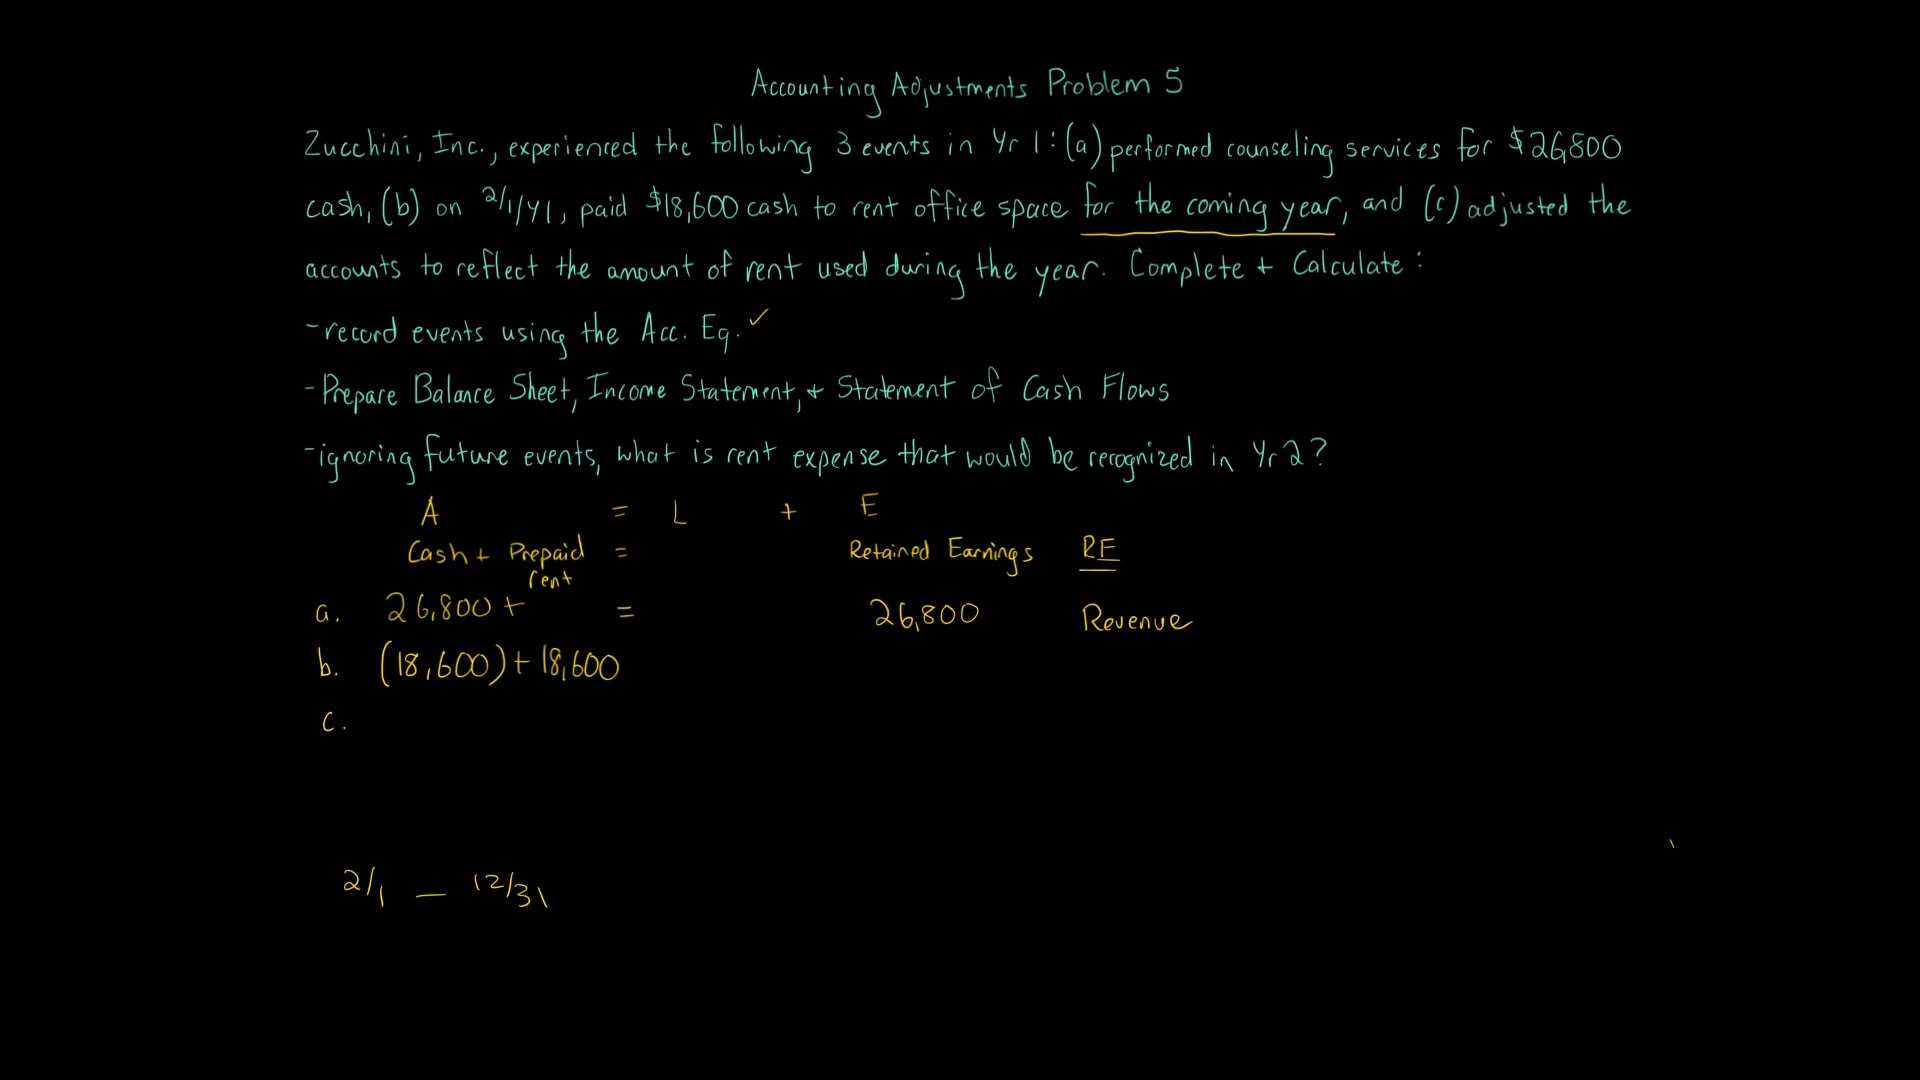 Accounting Adjustments Problem 5
Zucchini, Inc., experienced the following 3 events in Yr 1: (a) performed counseling services for $26,800
cash, (b) on 2/1/Y1, paid $18,600 cash to rent office space for the coming year, and (c) adjusted the
accounts to reflect the amount of rent used during the year. Complete + Calculate:
- record events using the Acc. Eq. ✓
- Prepare Balance Sheet, Income Statement, + Statement of Cash Flows
- ignoring future events, what is rent expense that would be recognized in Yr 2?
A = L + E
Cash + Prepaid rent = Retained Earnings RE
a. 26,800 + = 26,800 Revenue
b. (18,600) + 18,600
c.
2/1 — 12/31